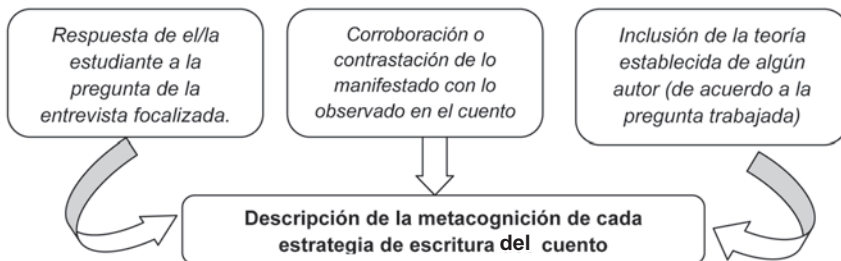 Respuesta de el/la
estudiante a la
pregunta de la
entrevista focalizada.
Corroboración o
contrastación de lo
manifestado con lo
observado en el cuento
Inclusión de la teoría
establecida de algún
autor (de acuerdo a la
pregunta trabajada)
Descripción de la metacognición de cada
estrategia de escritura del cuento